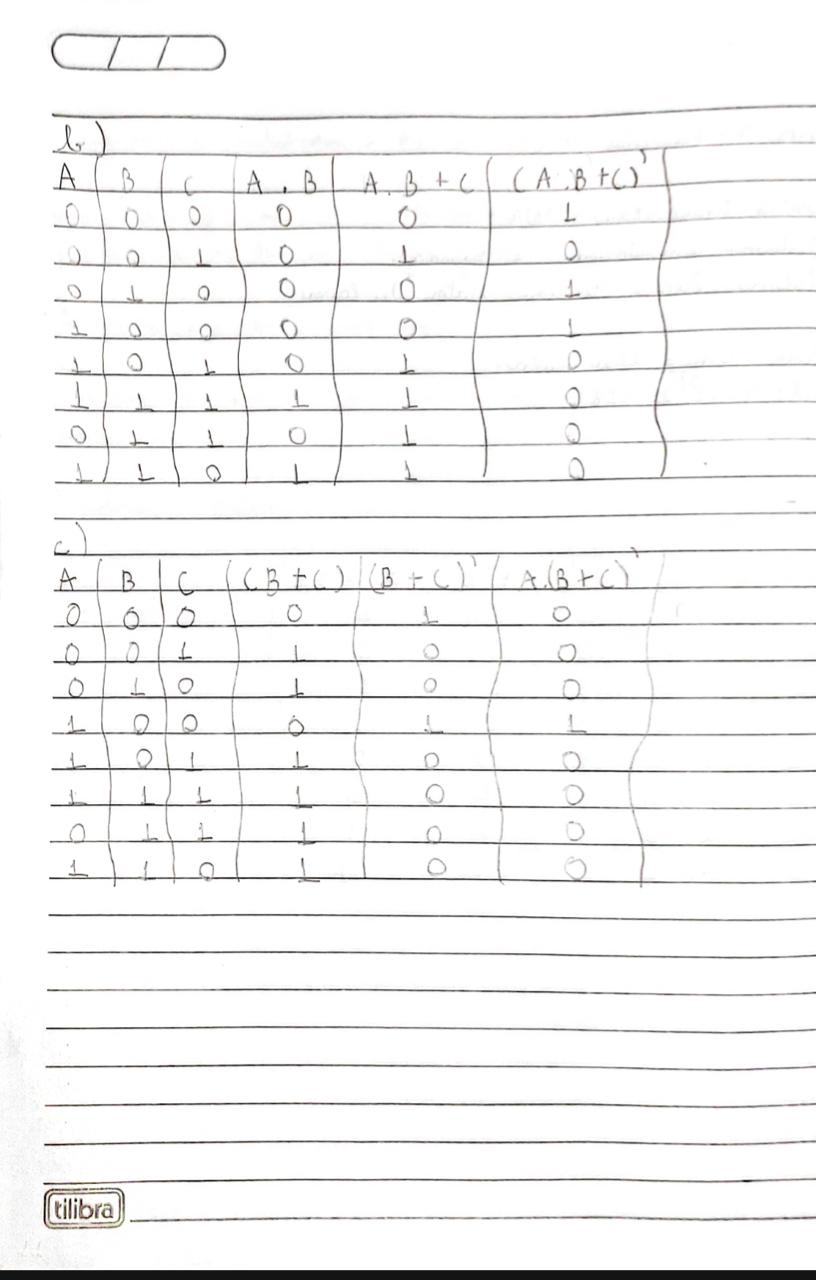 b)
A B C A . B A . B + C (A . B + C)'
0 0 0 0 0 1
0 0 1 0 1 0
0 1 0 0 0 1
1 0 0 0 0 1
1 0 1 0 1 0
1 1 1 1 1 0
0 1 1 0 1 0
1 1 0 1 1 0
c)
A B C (B + C) (B + C)' A.(B + C)'
0 0 0 0 1 0
0 0 1 1 0 0
0 1 0 1 0 0
1 0 0 0 1 1
1 0 1 1 0 0
1 1 1 1 0 0
0 1 1 1 0 0
1 1 0 1 0 0
tilibra